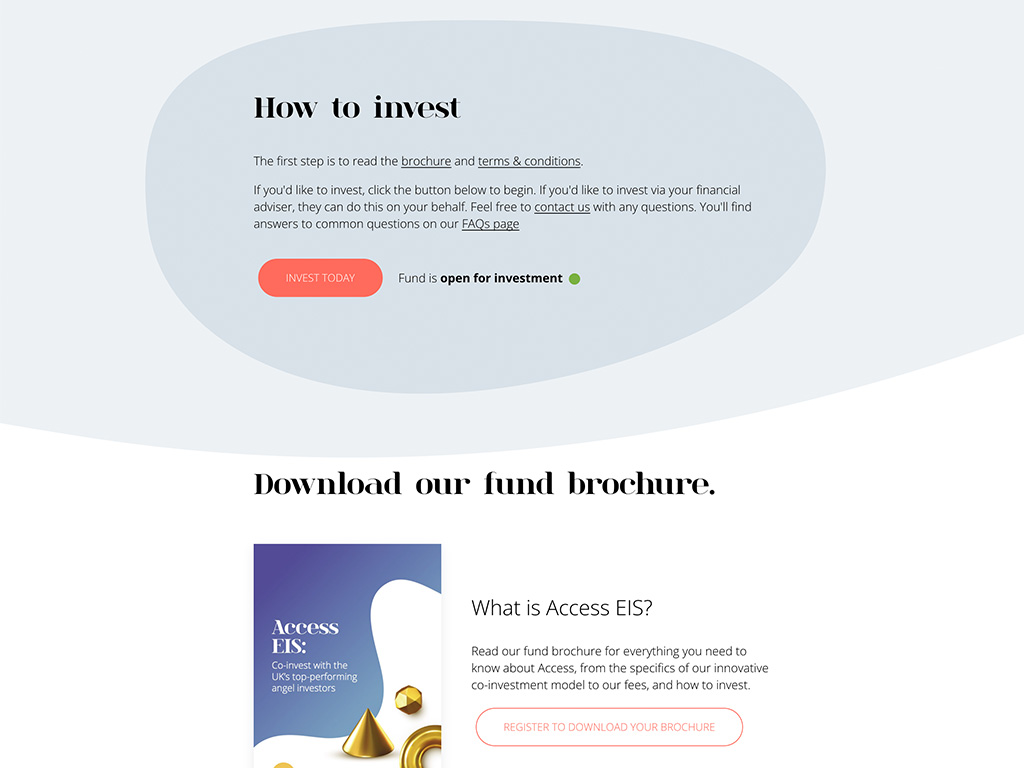 How to invest
The first step is to read the brochure and terms & conditions.
If you'd like to invest, click the button below to begin. If you'd like to invest via your financial
adviser, they can do this on your behalf. Feel free to contact us with any questions. You'll find
answers to common questions on our FAQs page
INVEST TODAY
Fund is open for investment
Download our fund brochure.
Access
EIS:
Co-invest with the
UK's top-performing
angel investors
What is Access EIS?
Read our fund brochure for everything you need to
know about Access, from the specifics of our innovative
co-investment model to our fees, and how to invest.
REGISTER TO DOWNLOAD YOUR BROCHURE